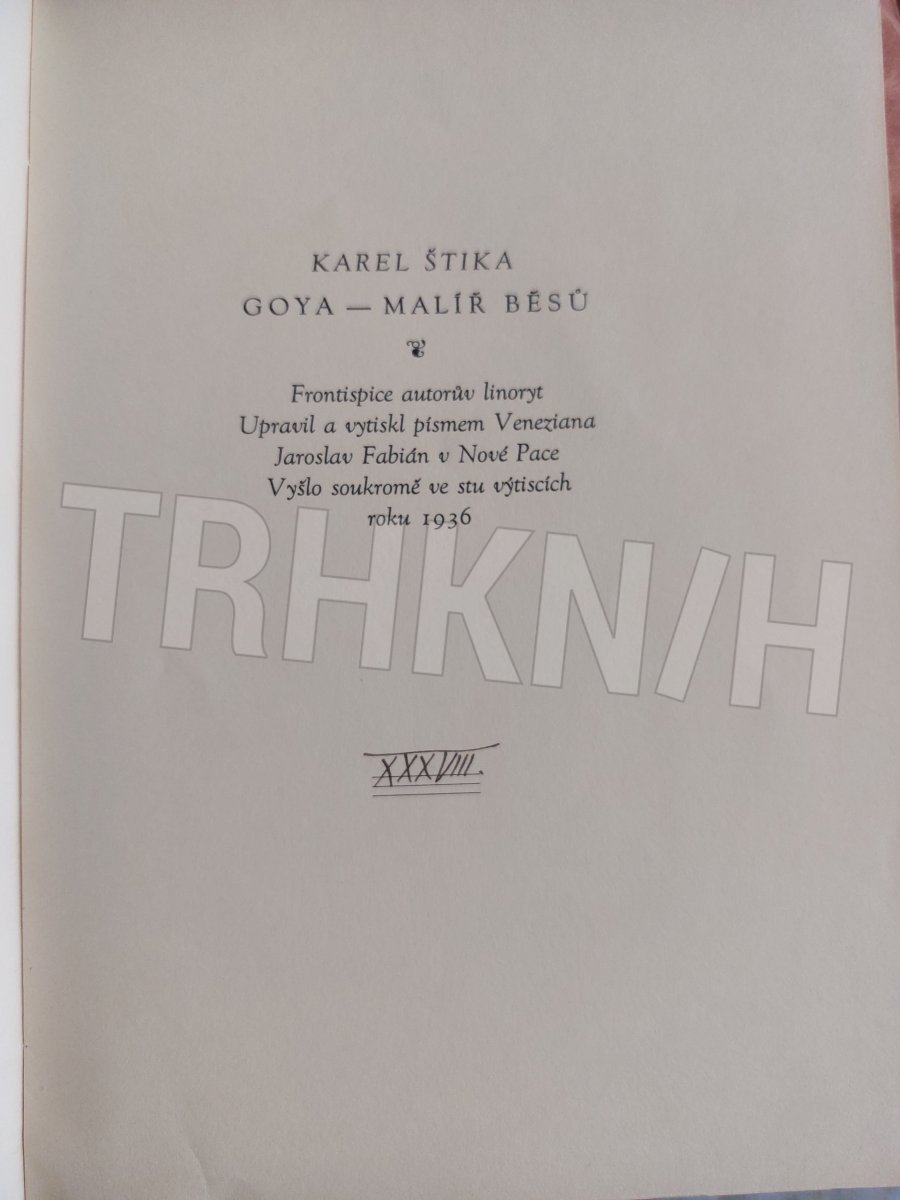 KAREL ŠTIKA
GOYA — MALÍŘ BĚSŮ
Frontispice autorův linoryt
Upravil a vytiskl písmem Veneziana
Jaroslav Fabián v Nové Pace
Vyšlo soukromě ve stu výtiscích
roku 1936
TRHKN/H
XXXVIII.